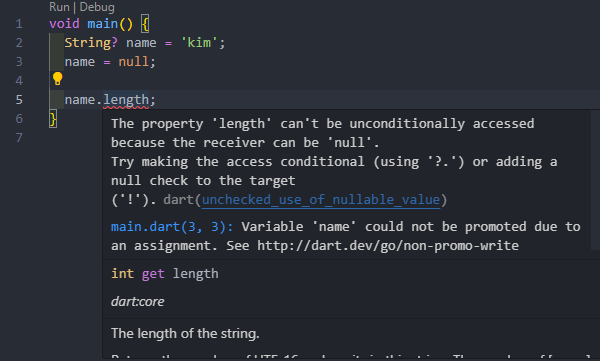 Run | Debug
1 void main() {
2 String? name = 'kim';
3 name = null;
4
5 name.length;
6 }
7
The property 'length' can't be unconditionally accessed
because the receiver can be 'null'.
Try making the access conditional (using '?.') or adding a
null check to the target
('!'). dart(unchecked_use_of_nullable_value)
main.dart(3, 3): Variable 'name' could not be promoted due to
an assignment. See http://dart.dev/go/non-promo-write
int get length
dart:core
The length of the string.